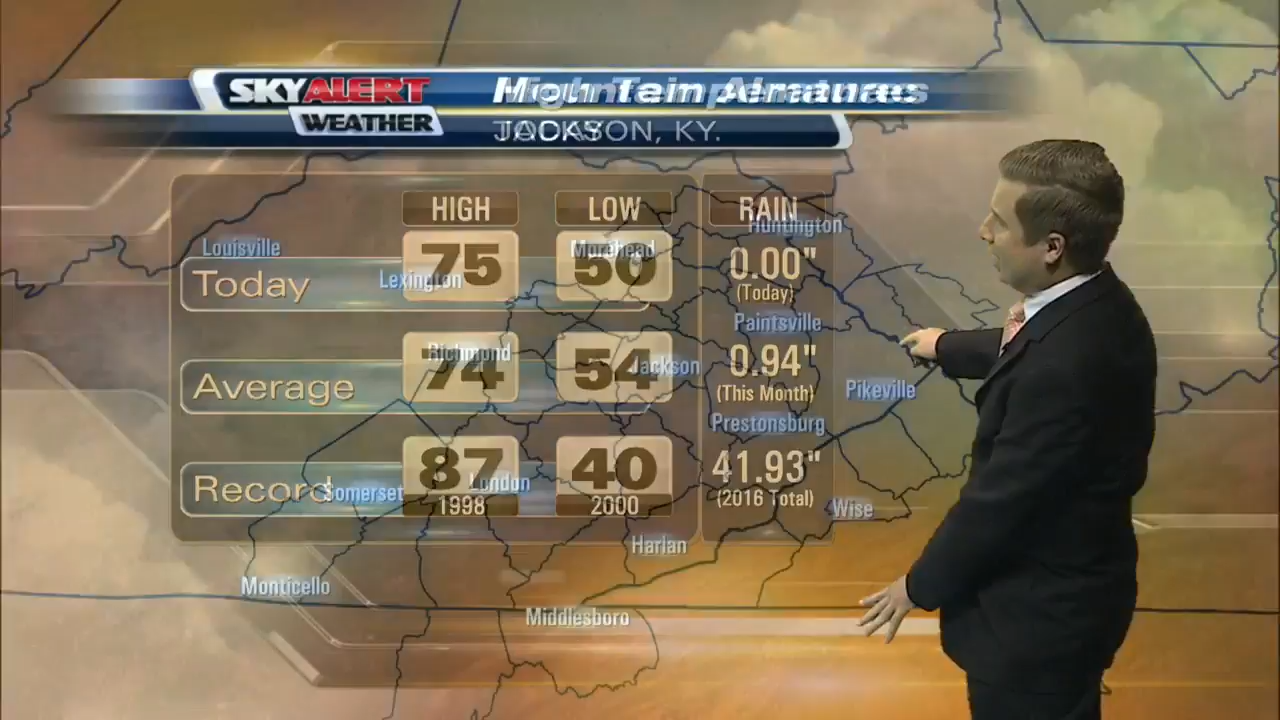 SKYALERT
WEATHER
JACKSON, KY.
HIGH LOW RAIN
Huntington
Louisville Morehead
Today 75 50 0.00"
Lexington
(Today)
Paintsville
Richmond Jackson
Average 74 54 0.94"
(This Month)
Pikeville
Prestonsburg
Record 87 40 41.93"
Somerset London
1998 2000 (2016 Total)
Wise
Harlan
Monticello
Middlesboro